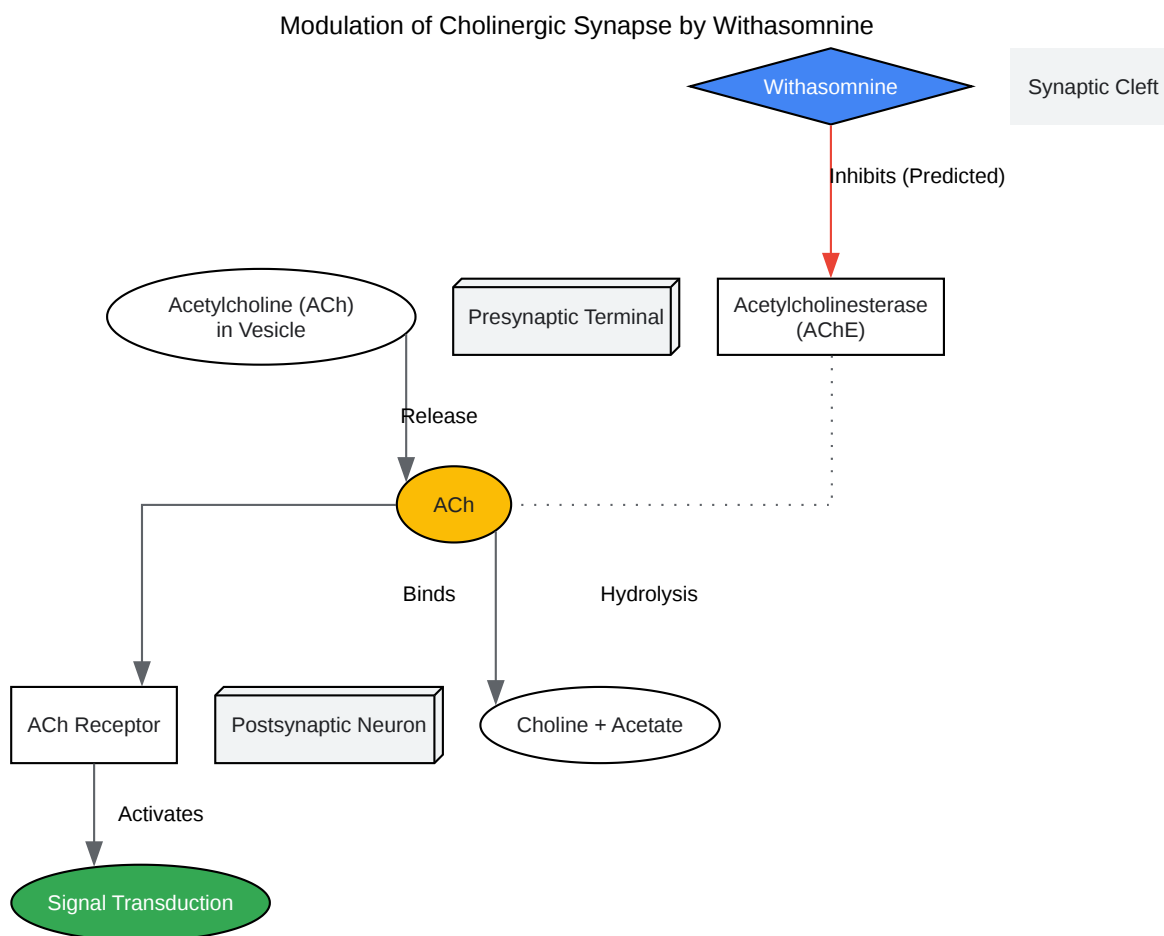 Modulation of Cholinergic Synapse by Withasomnine
Withasomnine
Synaptic Cleft
Inhibits (Predicted)
Acetylcholine (ACh)
in Vesicle
Presynaptic Terminal
Acetylcholinesterase
(AChE)
Release
ACh
Binds
Hydrolysis
ACh Receptor
Postsynaptic Neuron
Choline + Acetate
Activates
Signal Transduction